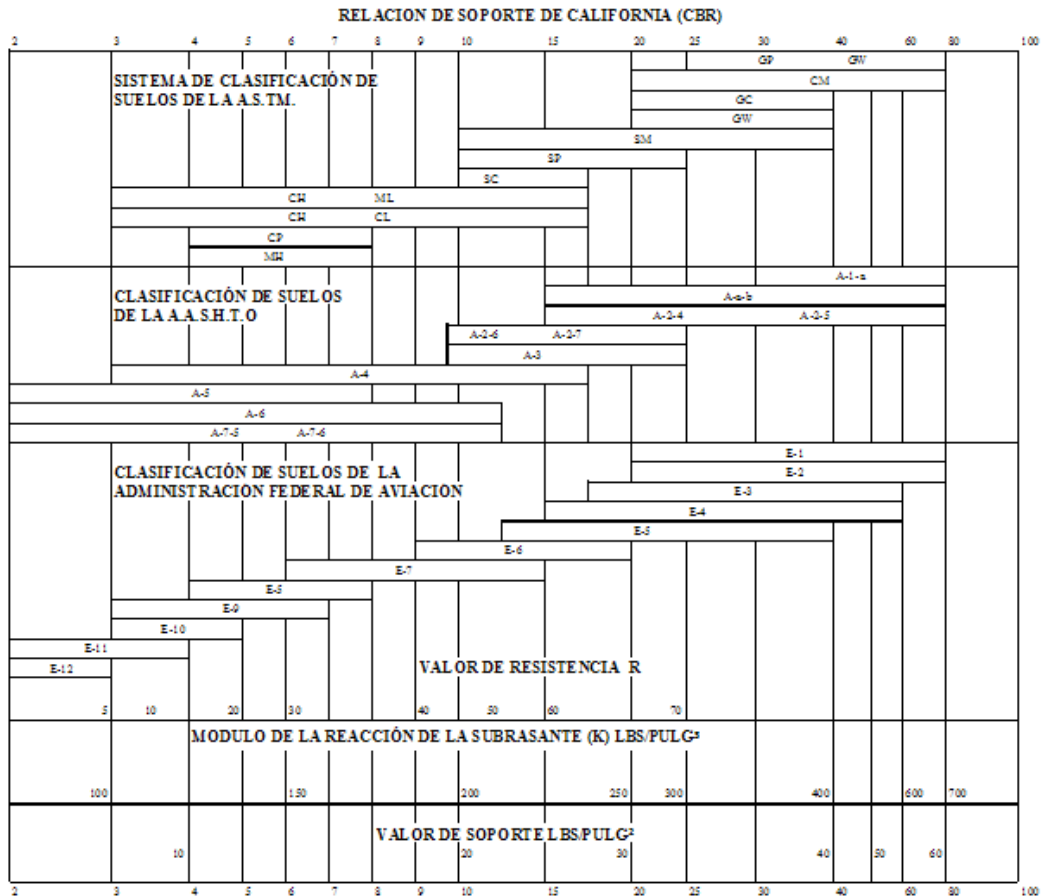 RELACION DE SOPORTE DE CALIFORNIA (CBR)
2 3 4 5 6 7 8 9 10 15 20 25 30 40 50 60 80 100
GP GW
SISTEMA DE CLASIFICACIÓN DE
SUELOS DE LA A.S.TM.
CM
GC
GW
SM
SP
SC
CH ML
CH CL
CP
MH
A-1-a
CLASIFICACIÓN DE SUELOS
DE LA A.A.S.H.T.O
A-a-b
A-2-4 A-2-5
A-2-6 A-2-7
A-3
A-4
A-5
A-6
A-7-5 A-7-6
E-1
CLASIFICACIÓN DE SUELOS DE LA
ADMINISTRACION FEDERAL DE AVIACIÓN
E-2
E-3
E-4
E-5
E-6
E-7
E-5
E-9
E-10
E-11
E-12
VALOR DE RESISTENCIA R
5 10 20 30 40 50 60 70
MODULO DE LA REACCIÓN DE LA SUBRASANTE (K) LBS/PULG³
100 150 200 250 300 400 600 700
VALOR DE SOPORTE LBS/PULG²
10 20 30 40 50 60
2 3 4 5 6 7 8 9 10 15 20 25 30 40 50 60 80 100